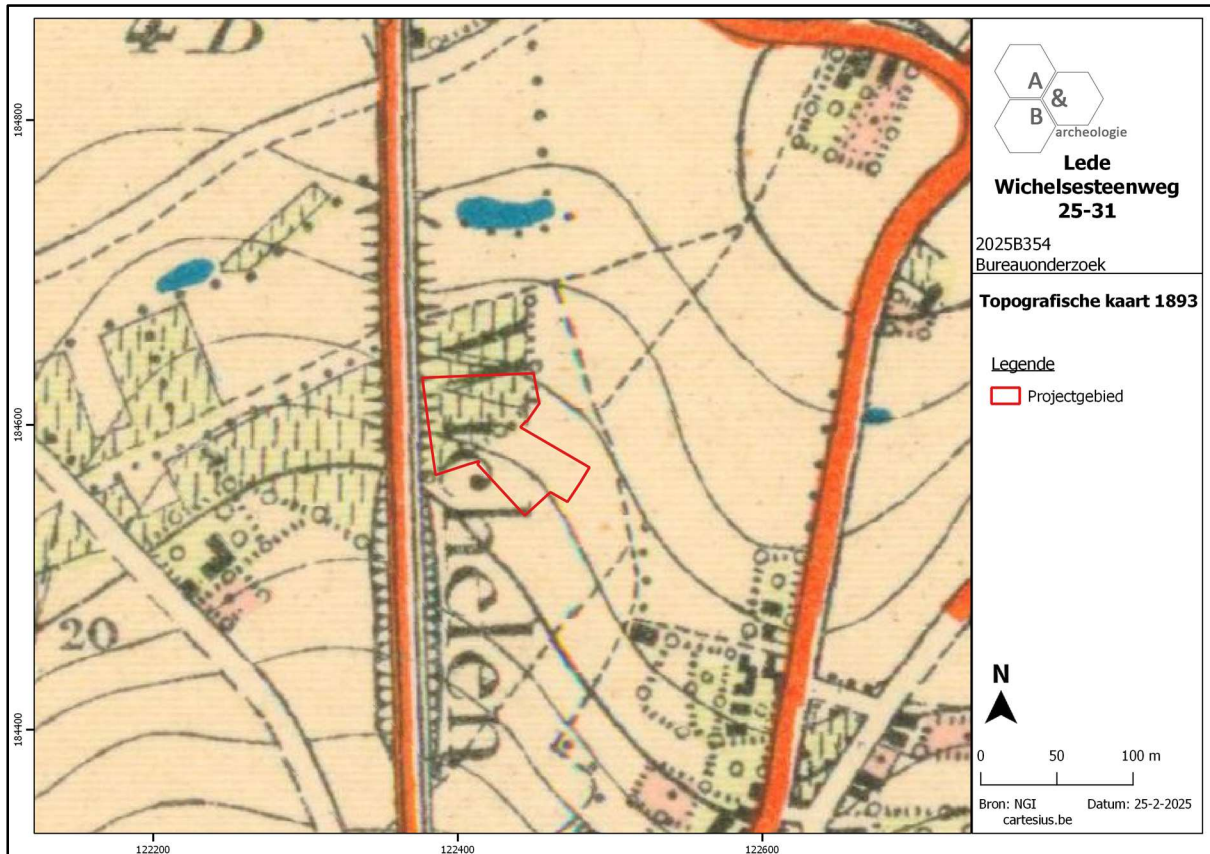 4 D
20
Wichelen
184800
184600
184400
122200
122400
122600
A
&
B
archeologie
Lede
Wichelsesteenweg
25-31
2025B354
Bureauonderzoek
Topografische kaart 1893
Legende
Projectgebied
N
0 50 100 m
Bron: NGI Datum: 25-2-2025
cartesius.be